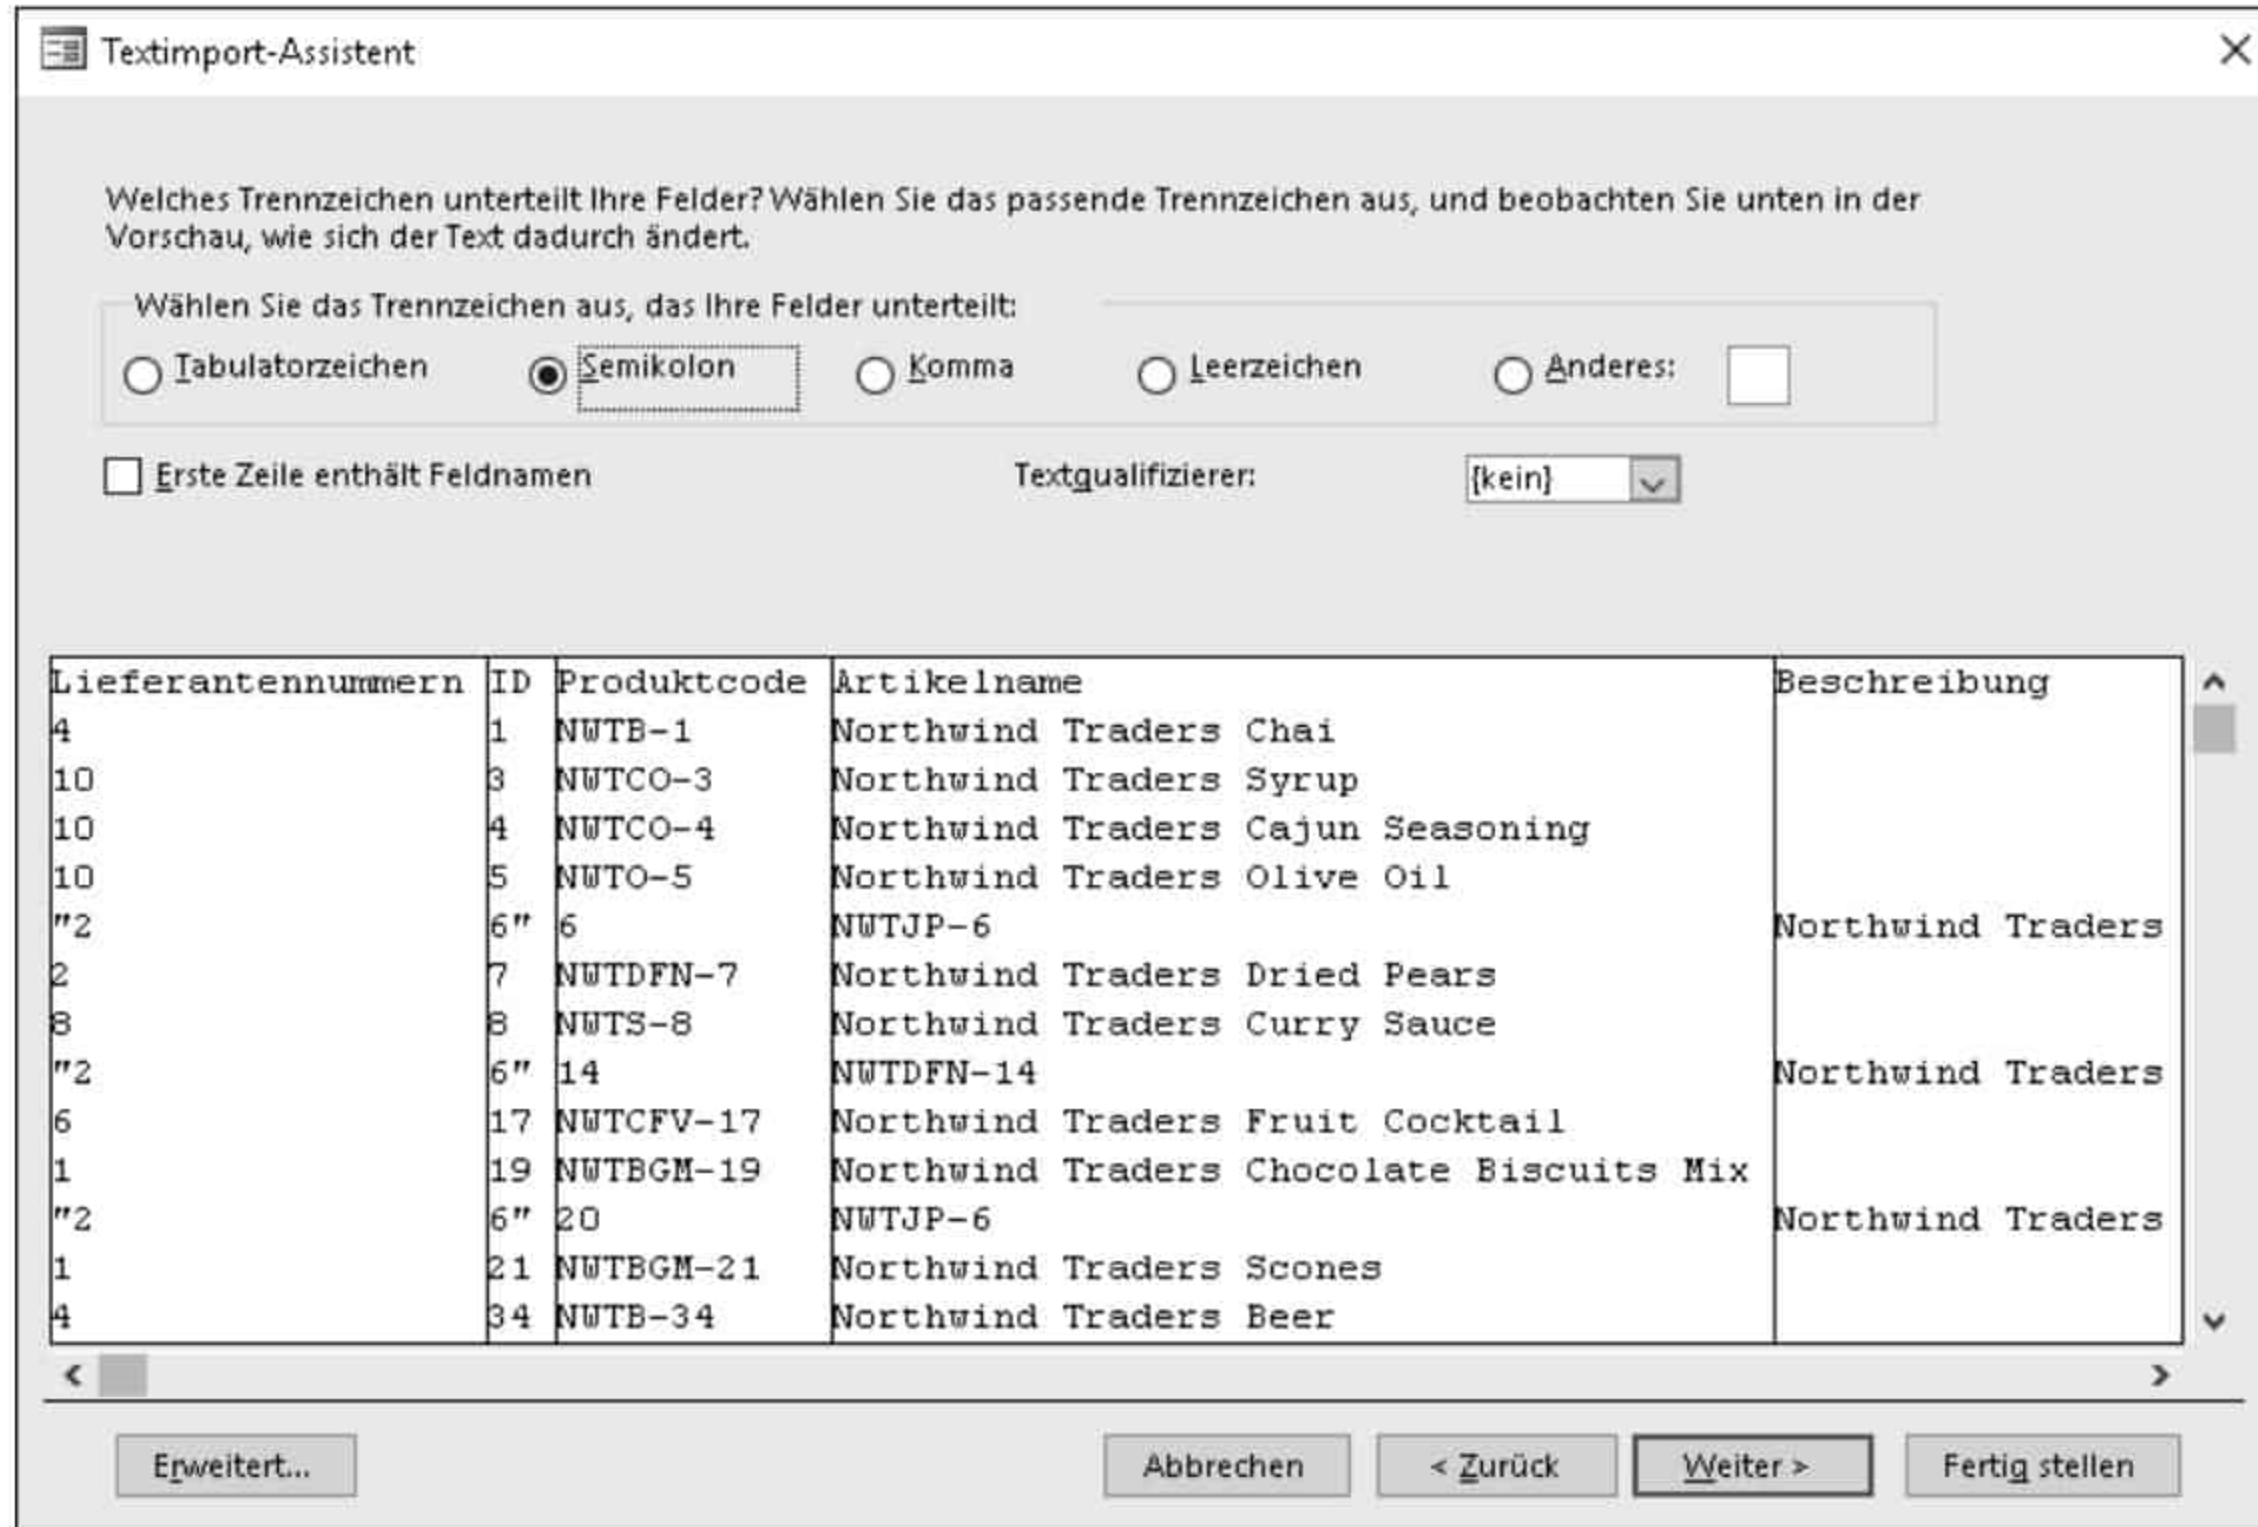 Textimport-Assistent
Welches Trennzeichen unterteilt Ihre Felder? Wählen Sie das passende Trennzeichen aus, und beobachten Sie unten in der
Vorschau, wie sich der Text dadurch ändert.
Wählen Sie das Trennzeichen aus, das Ihre Felder unterteilt:
Tabulatorzeichen Semikolon Komma Leerzeichen Anderes:
Erste Zeile enthält Feldnamen Textqualifizierer: {kein}
Lieferantennummern ID Produktcode Artikelname Beschreibung
4 1 NWTB-1 Northwind Traders Chai
10 3 NWTCO-3 Northwind Traders Syrup
10 4 NWTCO-4 Northwind Traders Cajun Seasoning
10 5 NWTO-5 Northwind Traders Olive Oil
"2 6" 6 NWTJP-6 Northwind Traders
2 7 NWTDFN-7 Northwind Traders Dried Pears
8 8 NWTS-8 Northwind Traders Curry Sauce
"2 6" 14 NWTDFN-14 Northwind Traders
6 17 NWTCFV-17 Northwind Traders Fruit Cocktail
1 19 NWTBGM-19 Northwind Traders Chocolate Biscuits Mix
"2 6" 20 NWTJP-6 Northwind Traders
1 21 NWTBGM-21 Northwind Traders Scones
4 34 NWTB-34 Northwind Traders Beer
Erweitert... Abbrechen < Zurück Weiter > Fertig stellen